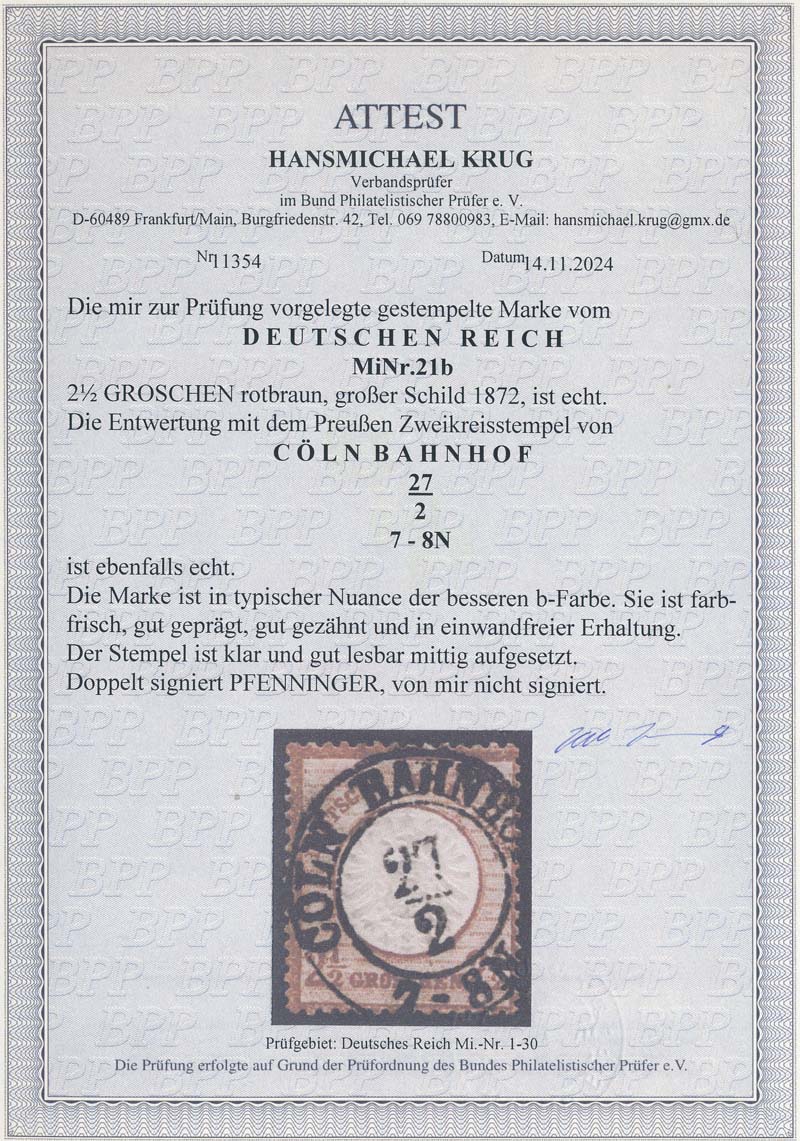 ATTEST
HANSMICHAEL KRUG
Verbandsprüfer
im Bund Philatelistischer Prüfer e. V.
D-60489 Frankfurt/Main, Burgfriedenstr. 42, Tel. 069 78800983, E-Mail: hansmichael.krug@gmx.de
Nr 11354 Datum 14.11.2024
Die mir zur Prüfung vorgelegte gestempelte Marke vom
DEUTSCHEN REICH
MiNr.21b
2½ GROSCHEN rotbraun, großer Schild 1872, ist echt.
Die Entwertung mit dem Preußen Zweikreisstempel von
CÖLN BAHNHOF
27
2
7 - 8N
ist ebenfalls echt.
Die Marke ist in typischer Nuance der besseren b-Farbe. Sie ist farb-
frisch, gut geprägt, gut gezähnt und in einwandfreier Erhaltung.
Der Stempel ist klar und gut lesbar mittig aufgesetzt.
Doppelt signiert PFENNINGER, von mir nicht signiert.
CÖLN BAHNH
27
2
7 - 8N
Prüfgebiet: Deutsches Reich Mi.-Nr. 1-30
Die Prüfung erfolgte auf Grund der Prüfordnung des Bundes Philatelistischer Prüfer e.V.